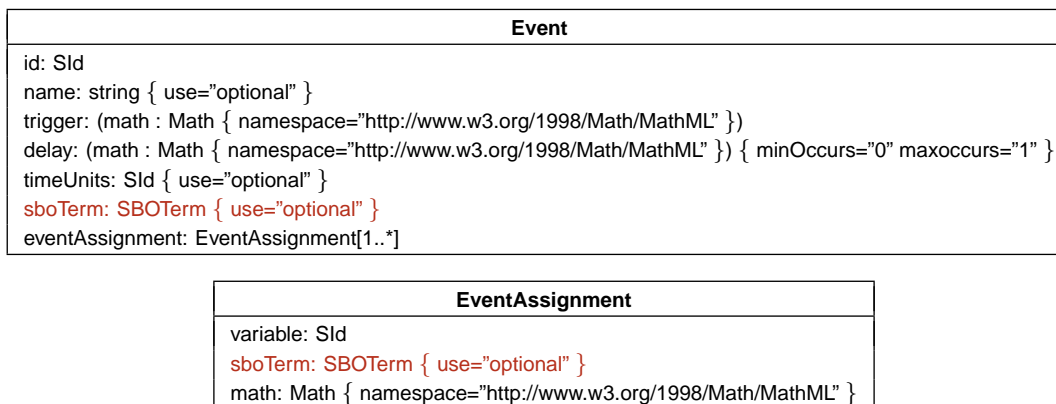 Event
id: SId
name: string { use=”optional” }
trigger: (math : Math { namespace=”http://www.w3.org/1998/Math/MathML” })
delay: (math : Math { namespace=”http://www.w3.org/1998/Math/MathML” }) { minOccurs=”0” maxoccurs=”1” }
timeUnits: SId { use=”optional” }
sboTerm: SBOTerm { use=”optional” }
eventAssignment: EventAssignment[1..*]
EventAssignment
variable: SId
sboTerm: SBOTerm { use=”optional” }
math: Math { namespace=”http://www.w3.org/1998/Math/MathML” }